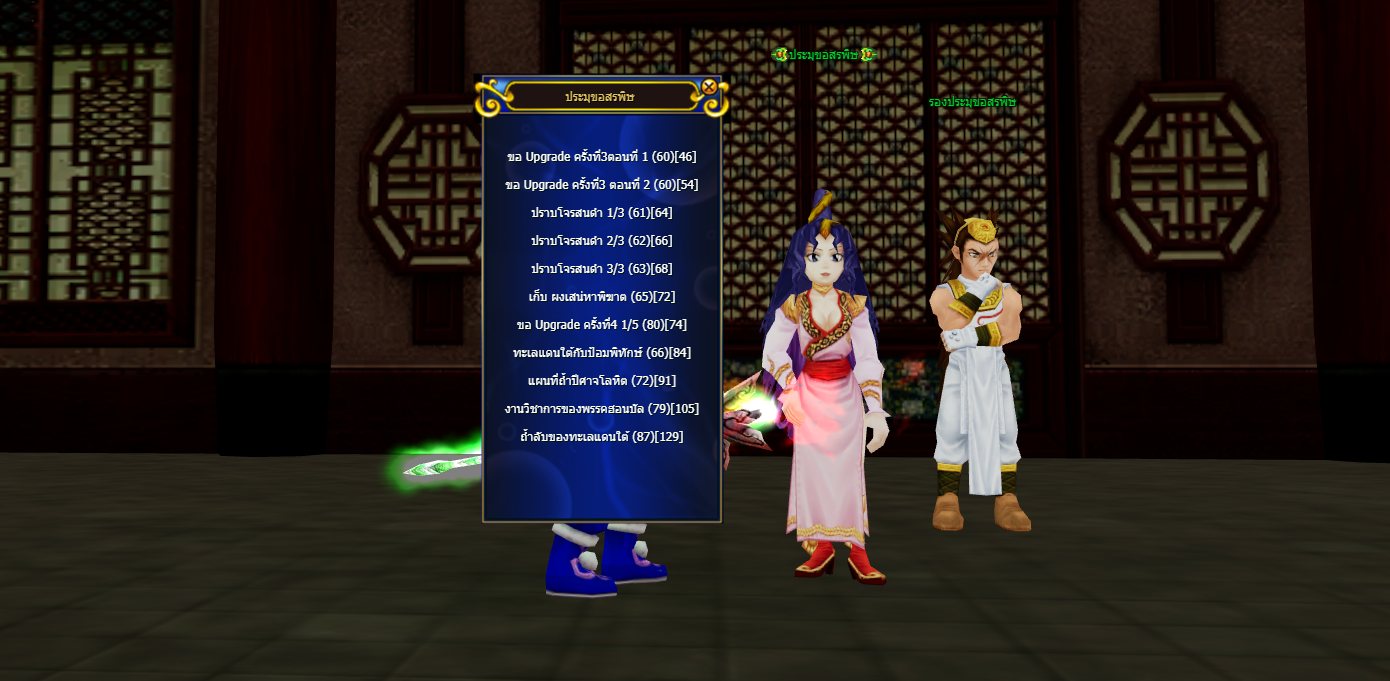 ประมุขอสรพิษ
รองประมุขอสรพิษ
ประมุขอสรพิษ
ขอ Upgrade ครั้งที่3ตอนที่ 1 (60)[46]
ขอ Upgrade ครั้งที่3 ตอนที่ 2 (60)[54]
ปราบโจรสนดำ 1/3 (61)[64]
ปราบโจรสนดำ 2/3 (62)[66]
ปราบโจรสนดำ 3/3 (63)[68]
เก็บ ผงเสน่หาพิฆาต (65)[72]
ขอ Upgrade ครั้งที่4 1/5 (80)[74]
ทะเลแดนใต้กับป้อมพิทักษ์ (66)[84]
แผนที่ถ้ำปีศาจโลหิต (72)[91]
งานวิชาการของพรรคฮอนบัล (79)[105]
ถ้ำลับของทะเลแดนใต้ (87)[129]